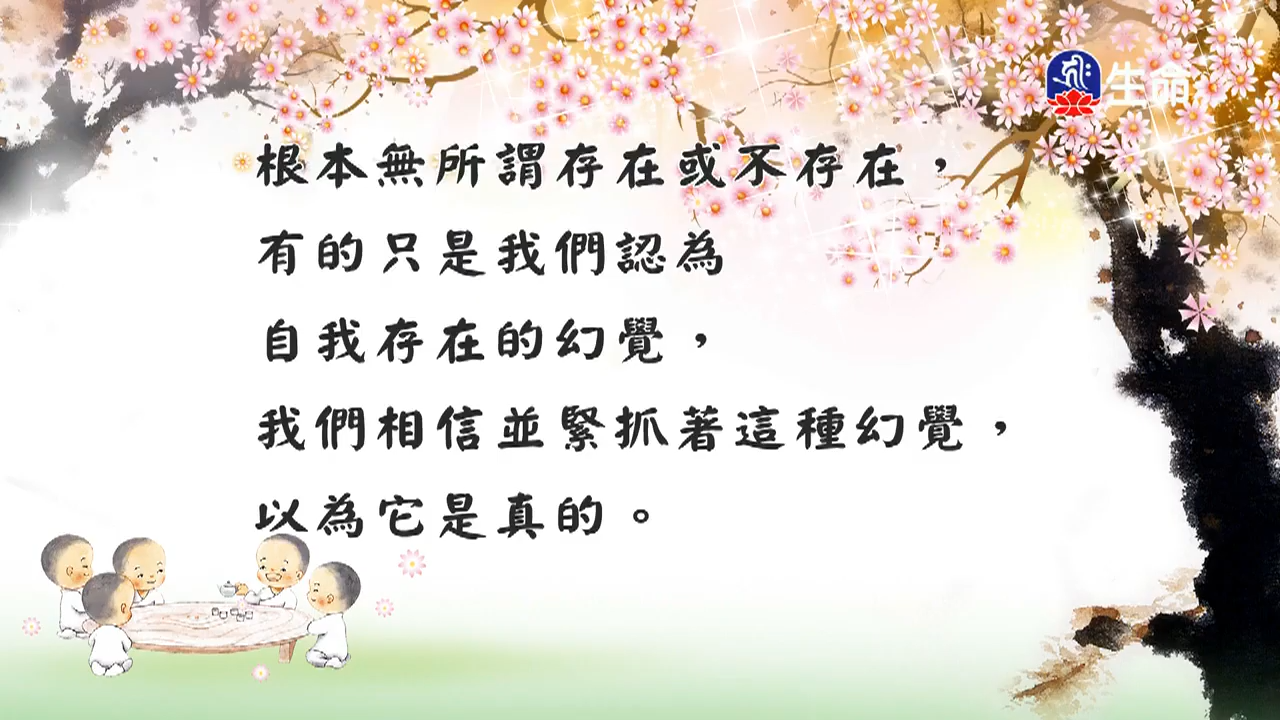 生命
根本無所謂存在或不存在，
有的只是我們認為
自我存在的幻覺，
我們相信並緊抓著這種幻覺，
以為它是真的。